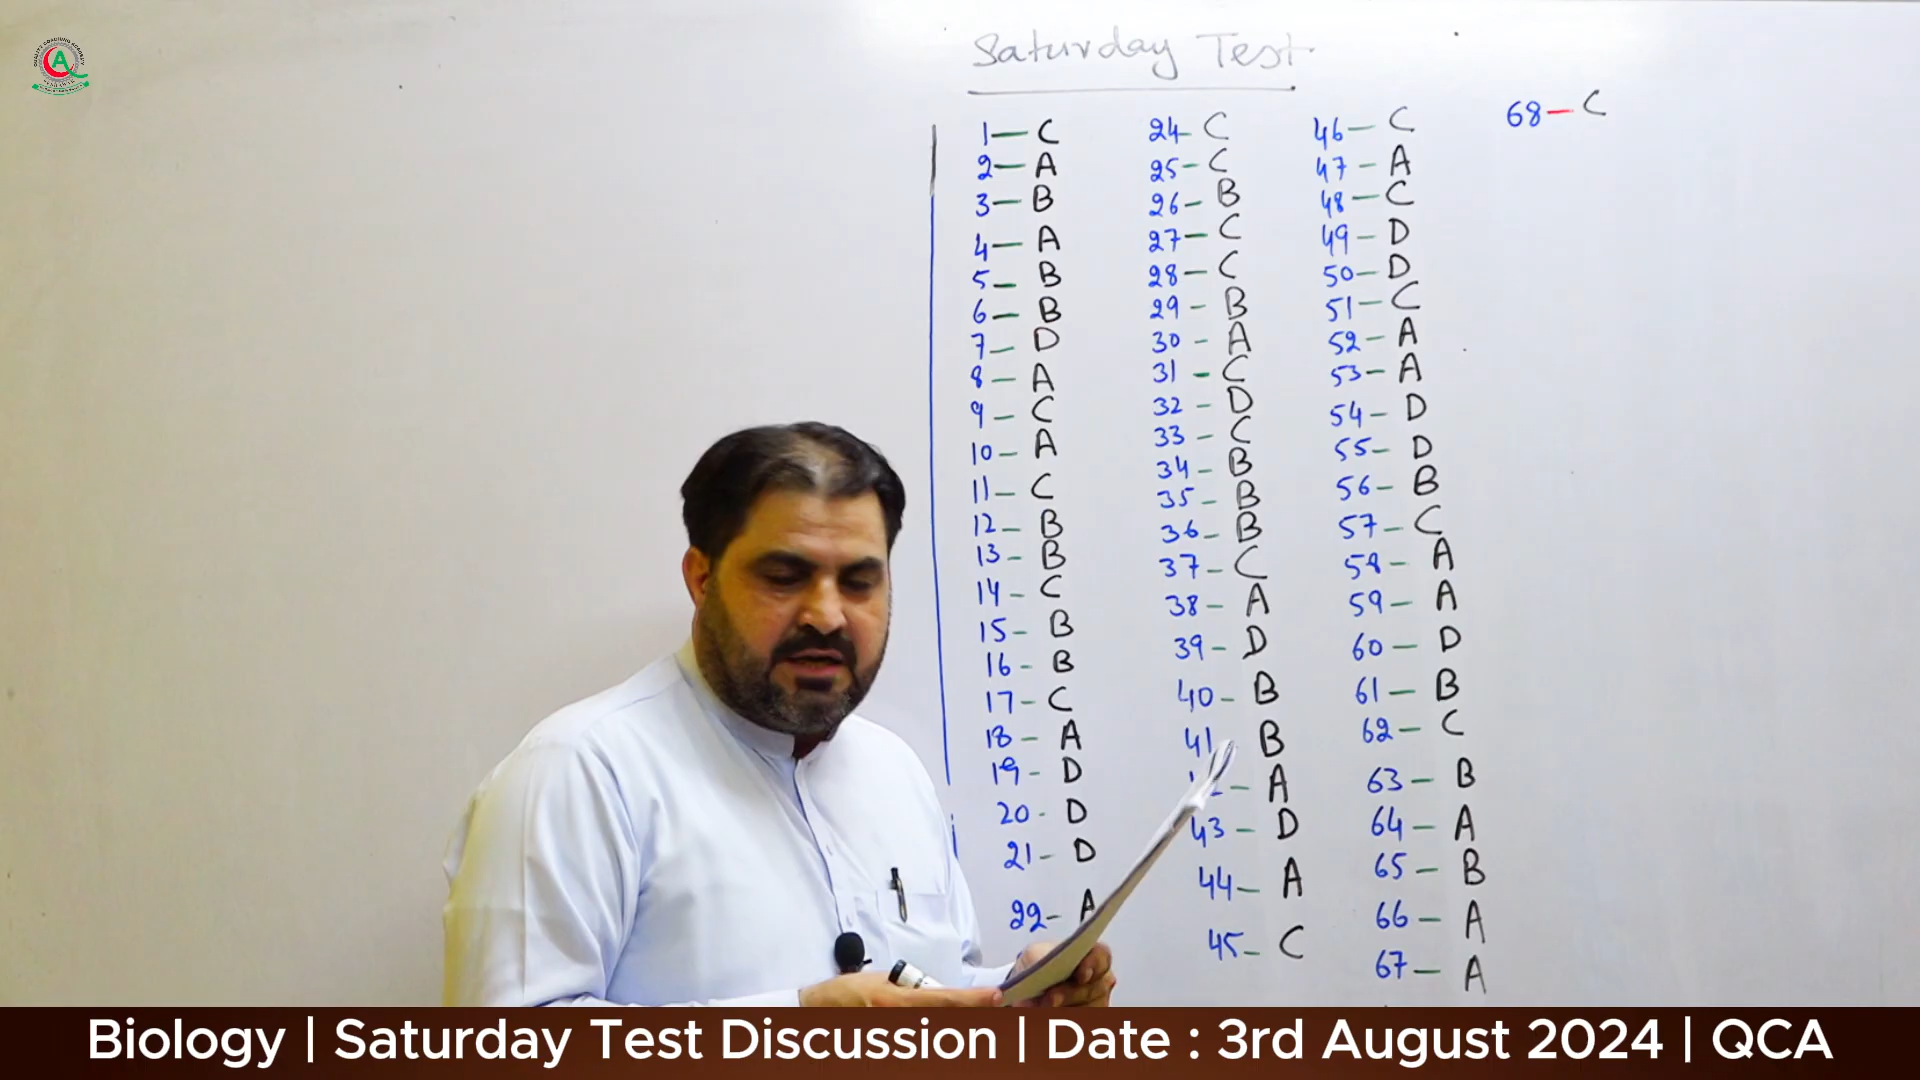 Saturday Test
1 — C
2 — A
3 — B
4 — A
5 — B
6 — B
7 — D
8 — A
9 — C
10 — A
11 — C
12 — B
13 — B
14 — C
15 — B
16 - B
17 - C
18 — A
19 - D
20 - D
21 - D
22 - A
24 - C
25 - C
26 - B
27 — C
28 — C
29 - B
30 - A
31 - C
32 - D
33 - C
34 - B
35 - B
36 - B
37 - C
38 - A
39 - D
40 - B
41 B
- A
43 - D
44 — A
45 - C
46 — C
47 - A
48 — C
49 - D
50 — D
51 — C
52 — A
53 — A
54 — D
55 — D
56 — B
57 — C
58 — A
59 — A
60 — D
61 — B
62 — C
63 — B
64 — A
65 — B
66 — A
67 — A
68 — C
Biology | Saturday Test Discussion | Date : 3rd August 2024 | QCA